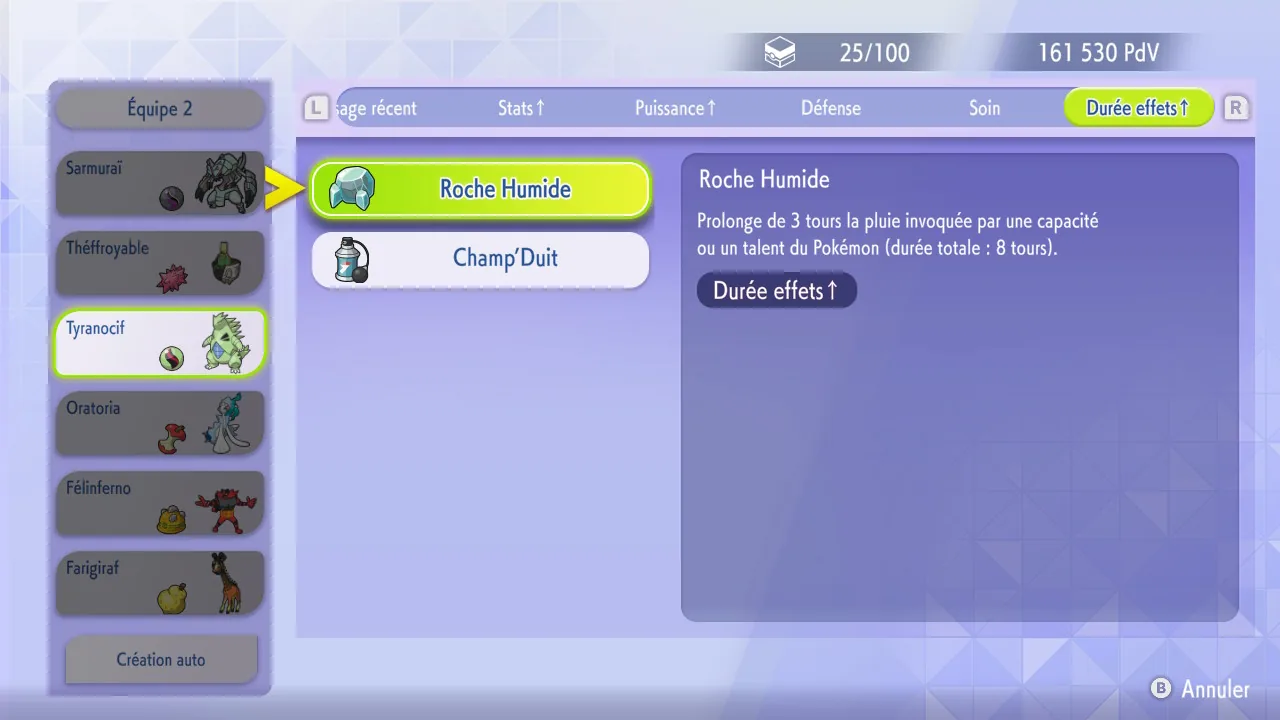 25/100
161 530 PdV
Équipe 2
L
sage récent
Stats↑
Puissance↑
Défense
Soin
Durée effets↑
R
Sarmuraï
Théffroyable
Tyranocif
Oratoria
Félinferno
Farigiraf
Création auto
Roche Humide
Champ'Duit
Roche Humide
Prolonge de 3 tours la pluie invoquée par une capacité
ou un talent du Pokémon (durée totale : 8 tours).
Durée effets↑
B Annuler